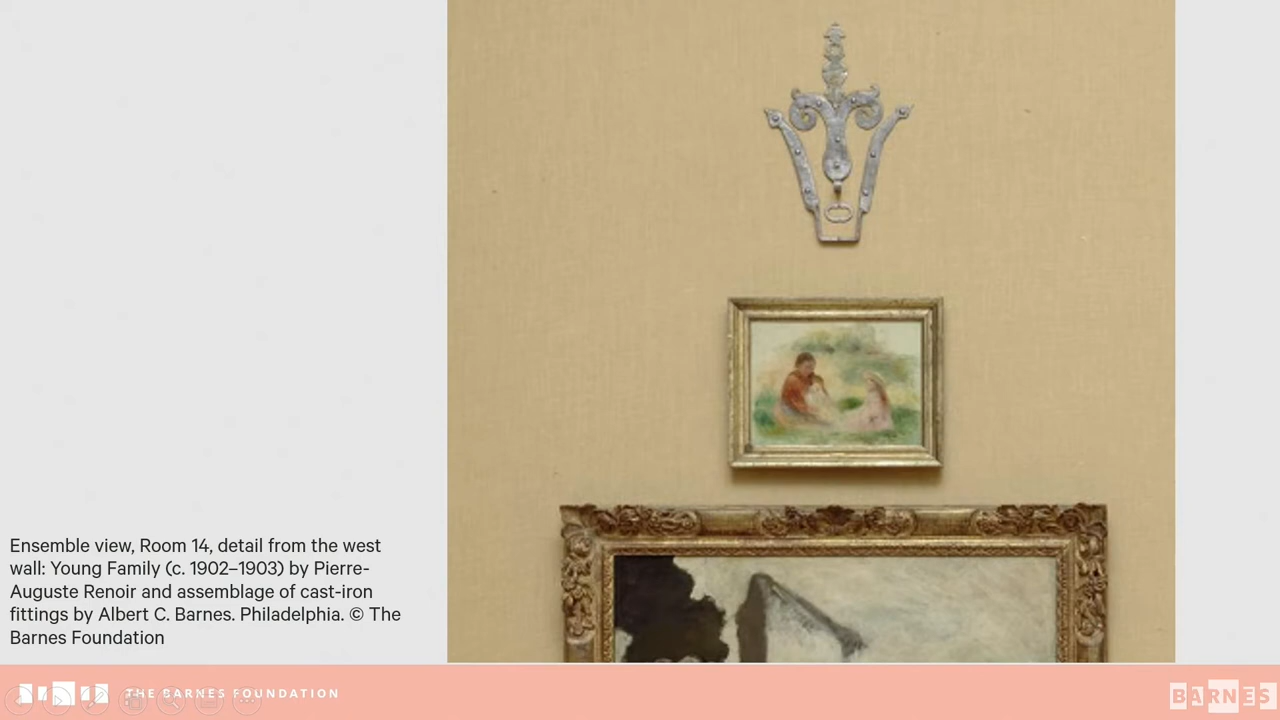 Ensemble view, Room 14, detail from the west
wall: Young Family (c. 1902–1903) by Pierre-
Auguste Renoir and assemblage of cast-iron
fittings by Albert C. Barnes. Philadelphia. © The
Barnes Foundation
THE BARNES FOUNDATION
BARNES